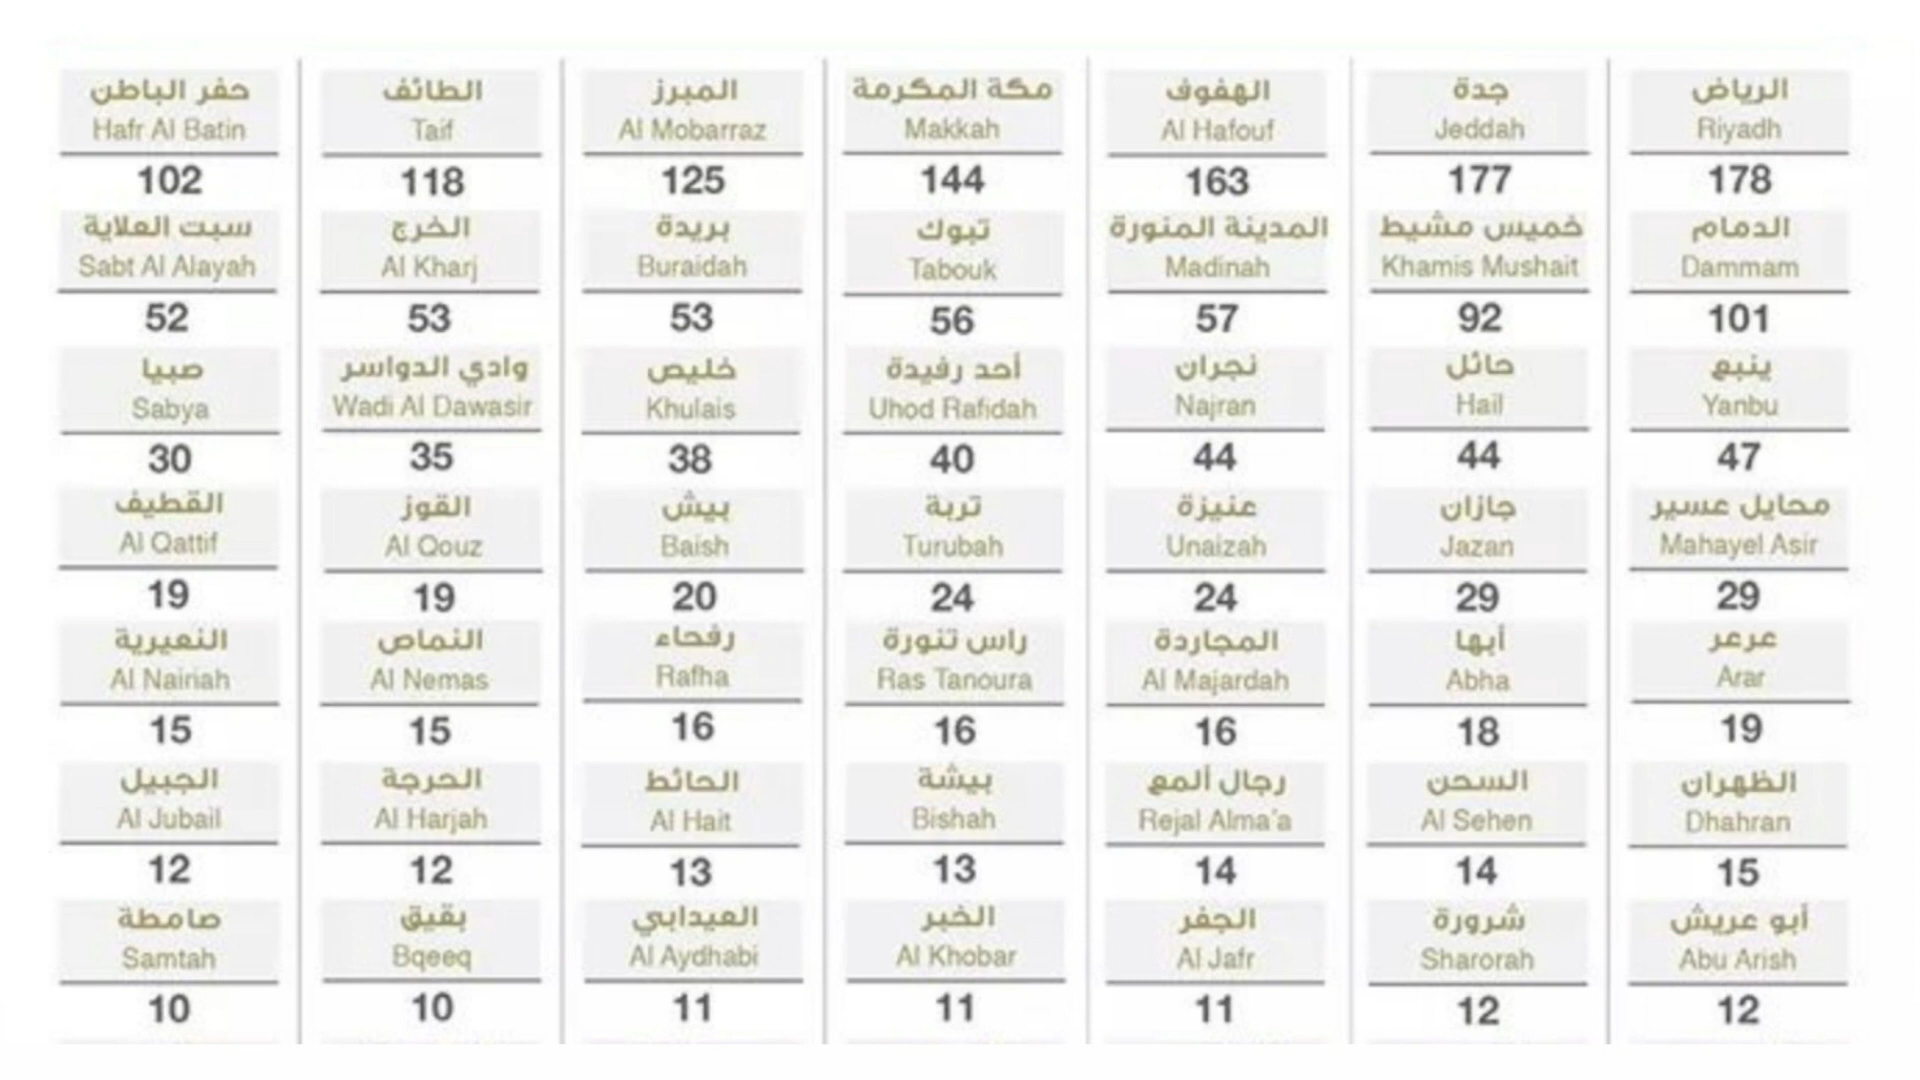 الرياض
Riyadh
178
جدة
Jeddah
177
الهفوف
Al Hafouf
163
مكة المكرمة
Makkah
144
المبرز
Al Mobarraz
125
الطائف
Taif
118
حفر الباطن
Hafr Al Batin
102
الدمام
Dammam
101
خميس مشيط
Khamis Mushait
92
المدينة المنورة
Madinah
57
تبوك
Tabouk
56
بريدة
Buraidah
53
الخرج
Al Kharj
53
سبت العلاية
Sabt Al Alayah
52
ينبع
Yanbu
47
حائل
Hail
44
نجران
Najran
44
أحد رفيدة
Uhod Rafidah
40
خليص
Khulais
38
وادي الدواسر
Wadi Al Dawasir
35
صبيا
Sabya
30
محايل عسير
Mahayel Asir
29
جازان
Jazan
29
عنيزة
Unaizah
24
تربة
Turubah
24
بيش
Baish
20
القوز
Al Qouz
19
القطيف
Al Qattif
19
عرعر
Arar
19
أبها
Abha
18
المجاردة
Al Majardah
16
راس تنورة
Ras Tanoura
16
رفحاء
Rafha
16
النماص
Al Nemas
15
النعيرية
Al Nairiah
15
الظهران
Dhahran
15
السحن
Al Sehen
14
رجال ألمع
Rejal Alma'a
14
بيشة
Bishah
13
الحائط
Al Hait
13
الحرجة
Al Harjah
12
الجبيل
Al Jubail
12
أبو عريش
Abu Arish
12
شرورة
Sharorah
12
الجفر
Al Jafr
11
الخبر
Al Khobar
11
العيدابي
Al Aydhabi
11
بقيق
Bqeeq
10
صامطة
Samtah
10